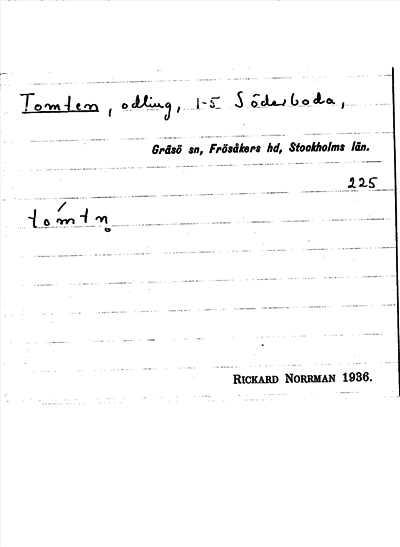 Tomten, odling, 1-5 Söderboda,
Gräsö sn, Frösåkers hd, Stockholms län.
225
tómtn̥
RICKARD NORRMAN 1936.